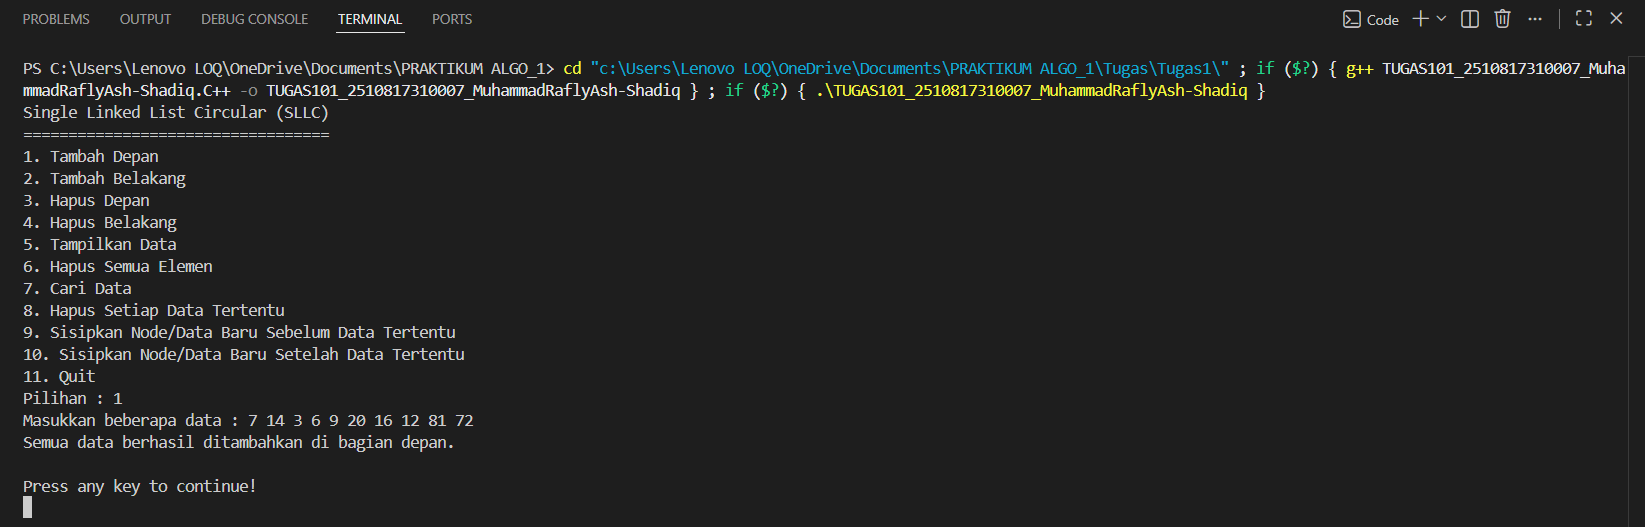 PROBLEMS OUTPUT DEBUG CONSOLE TERMINAL PORTS Code
PS C:\Users\Lenovo LOQ\OneDrive\Documents\PRAKTIKUM ALGO_1> cd "c:\Users\Lenovo LOQ\OneDrive\Documents\PRAKTIKUM ALGO_1\Tugas\Tugas1\" ; if ($?) { g++ TUGAS101_2510817310007_Muha
mmadRaflyAsh-Shadiq.C++ -o TUGAS101_2510817310007_MuhammadRaflyAsh-Shadiq } ; if ($?) { .\TUGAS101_2510817310007_MuhammadRaflyAsh-Shadiq }
Single Linked List Circular (SLLC)
==================================
1. Tambah Depan
2. Tambah Belakang
3. Hapus Depan
4. Hapus Belakang
5. Tampilkan Data
6. Hapus Semua Elemen
7. Cari Data
8. Hapus Setiap Data Tertentu
9. Sisipkan Node/Data Baru Sebelum Data Tertentu
10. Sisipkan Node/Data Baru Setelah Data Tertentu
11. Quit
Pilihan : 1
Masukkan beberapa data : 7 14 3 6 9 20 16 12 81 72
Semua data berhasil ditambahkan di bagian depan.
Press any key to continue!